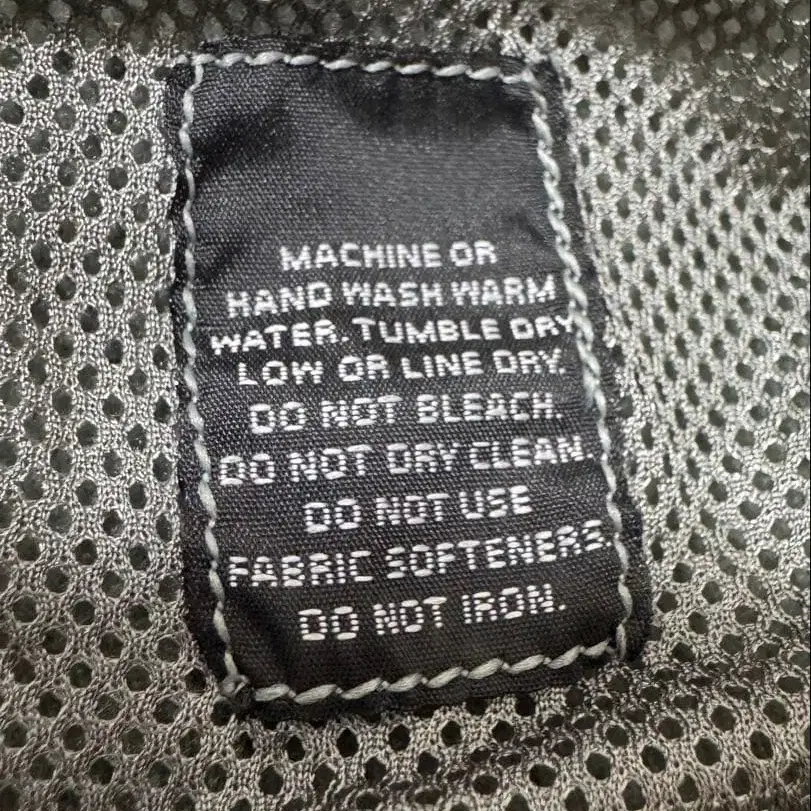 MACHINE OR
HAND WASH WARM
WATER. TUMBLE DRY
LOW OR LINE DRY.
DO NOT BLEACH.
DO NOT DRY CLEAN.
DO NOT USE
FABRIC SOFTENERS.
DO NOT IRON.